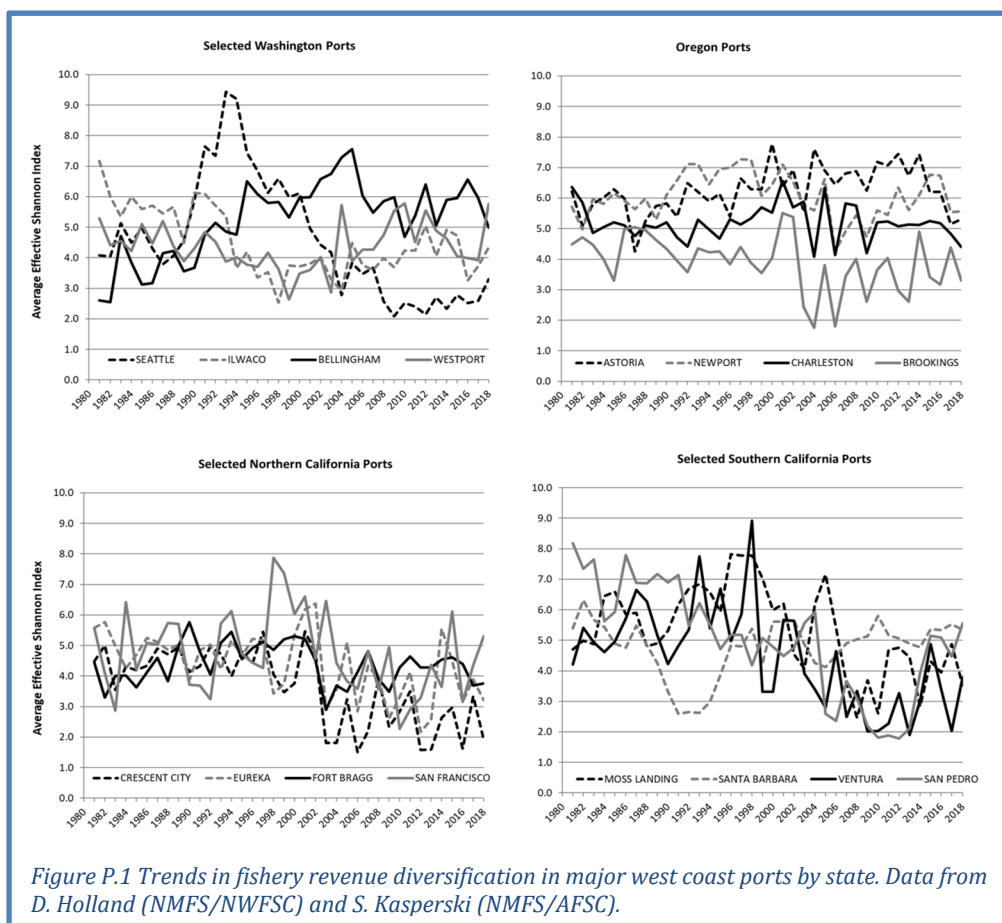 Selected Washington Ports
Average Effective Shannon Index
10.0
9.0
8.0
7.0
6.0
5.0
4.0
3.0
2.0
1.0
0.0
SEATTLE ILWACO BELLINGHAM WESTPORT
1980 1982 1984 1986 1988 1990 1992 1994 1996 1998 2000 2002 2004 2006 2008 2010 2012 2014 2016 2018
Oregon Ports
10.0
9.0
8.0
7.0
6.0
5.0
4.0
3.0
2.0
1.0
0.0
ASTORIA NEWPORT CHARLESTON BROOKINGS
1980 1982 1984 1986 1988 1990 1992 1994 1996 1998 2000 2002 2004 2006 2008 2010 2012 2014 2016 2018
Selected Northern California Ports
Average Effective Shannon Index
10.0
9.0
8.0
7.0
6.0
5.0
4.0
3.0
2.0
1.0
0.0
CRESCENT CITY EUREKA FORT BRAGG SAN FRANCISCO
1980 1982 1984 1986 1988 1990 1992 1994 1996 1998 2000 2002 2004 2006 2008 2010 2012 2014 2016 2018
Selected Southern California Ports
10.0
9.0
8.0
7.0
6.0
5.0
4.0
3.0
2.0
1.0
0.0
MOSS LANDING SANTA BARBARA VENTURA SAN PEDRO
1980 1982 1984 1986 1988 1990 1992 1994 1996 1998 2000 2002 2004 2006 2008 2010 2012 2014 2016 2018
Figure P.1 Trends in fishery revenue diversification in major west coast ports by state. Data from
D. Holland (NMFS/NWFSC) and S. Kasperski (NMFS/AFSC).